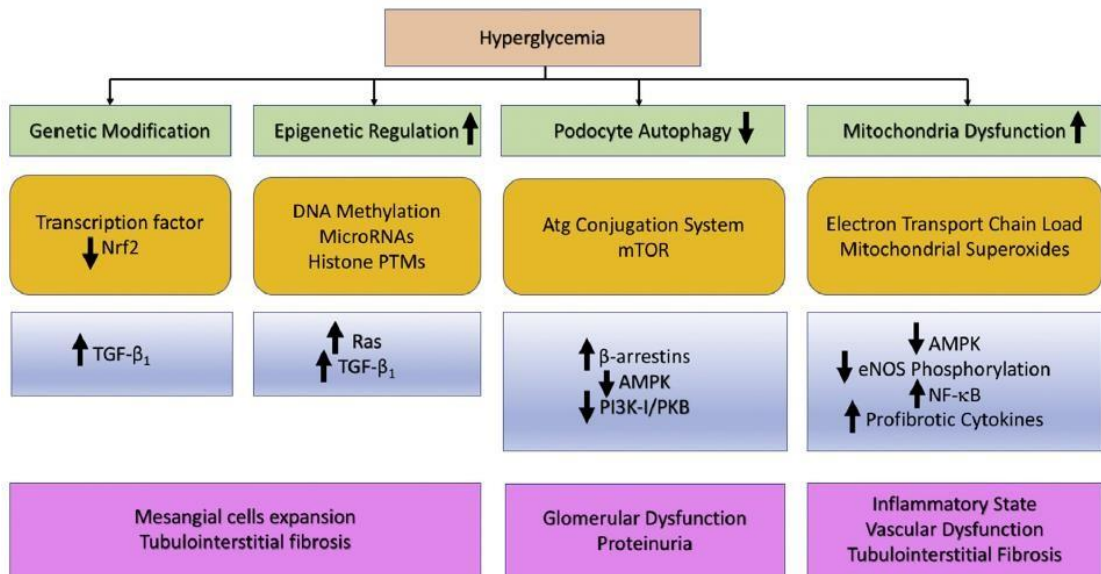 Hyperglycemia
Genetic Modification
Epigenetic Regulation
Podocyte Autophagy
Mitochondria Dysfunction
Transcription factor
Nrf2
DNA Methylation
MicroRNAs
Histone PTMs
Atg Conjugation System
mTOR
Electron Transport Chain Load
Mitochondrial Superoxides
TGF-β₁
Ras
TGF-β₁
β-arrestins
AMPK
PI3K-I/PKB
AMPK
eNOS Phosphorylation
NF-κB
Profibrotic Cytokines
Mesangial cells expansion
Tubulointerstitial fibrosis
Glomerular Dysfunction
Proteinuria
Inflammatory State
Vascular Dysfunction
Tubulointerstitial Fibrosis